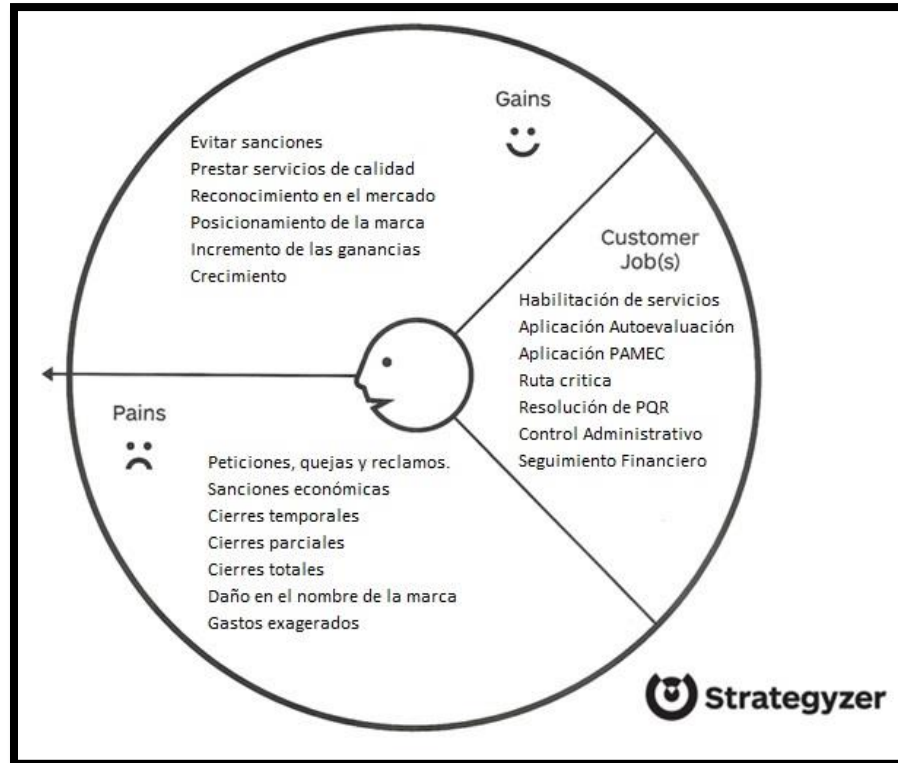 Gains
Evitar sanciones
Prestar servicios de calidad
Reconocimiento en el mercado
Posicionamiento de la marca
Incremento de las ganancias
Crecimiento
Customer
Job(s)
Habilitación de servicios
Aplicación Autoevaluación
Aplicación PAMEC
Ruta critica
Resolución de PQR
Control Administrativo
Seguimiento Financiero
Pains
Peticiones, quejas y reclamos.
Sanciones económicas
Cierres temporales
Cierres parciales
Cierres totales
Daño en el nombre de la marca
Gastos exagerados
Strategyzer